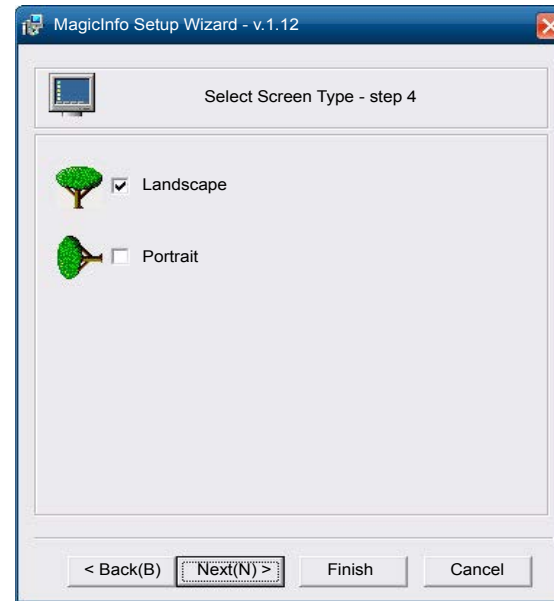 MagicInfo Setup Wizard - v.1.12
Select Screen Type - step 4
Landscape
Portrait
< Back(B) Next(N) > Finish Cancel